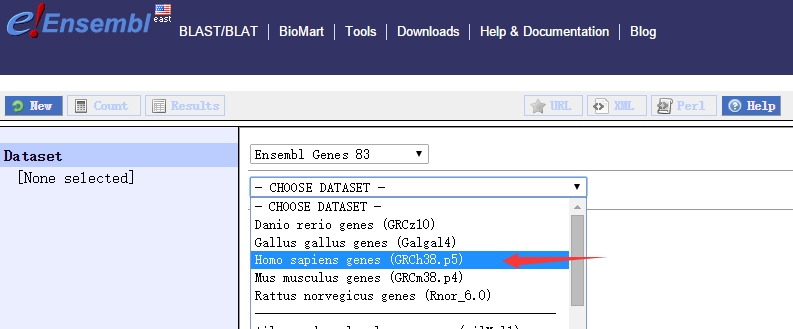 e!Ensembl east BLAST/BLAT BioMart Tools Downloads Help & Documentation Blog
New Count Results URL XML Perl Help
Dataset
[None selected]
Ensembl Genes 83
- CHOOSE DATASET -
- CHOOSE DATASET -
Danio rerio genes (GRCz10)
Gallus gallus genes (Galgal4)
Homo sapiens genes (GRCh38.p5)
Mus musculus genes (GRCm38.p4)
Rattus norvegicus genes (Rnor_6.0)